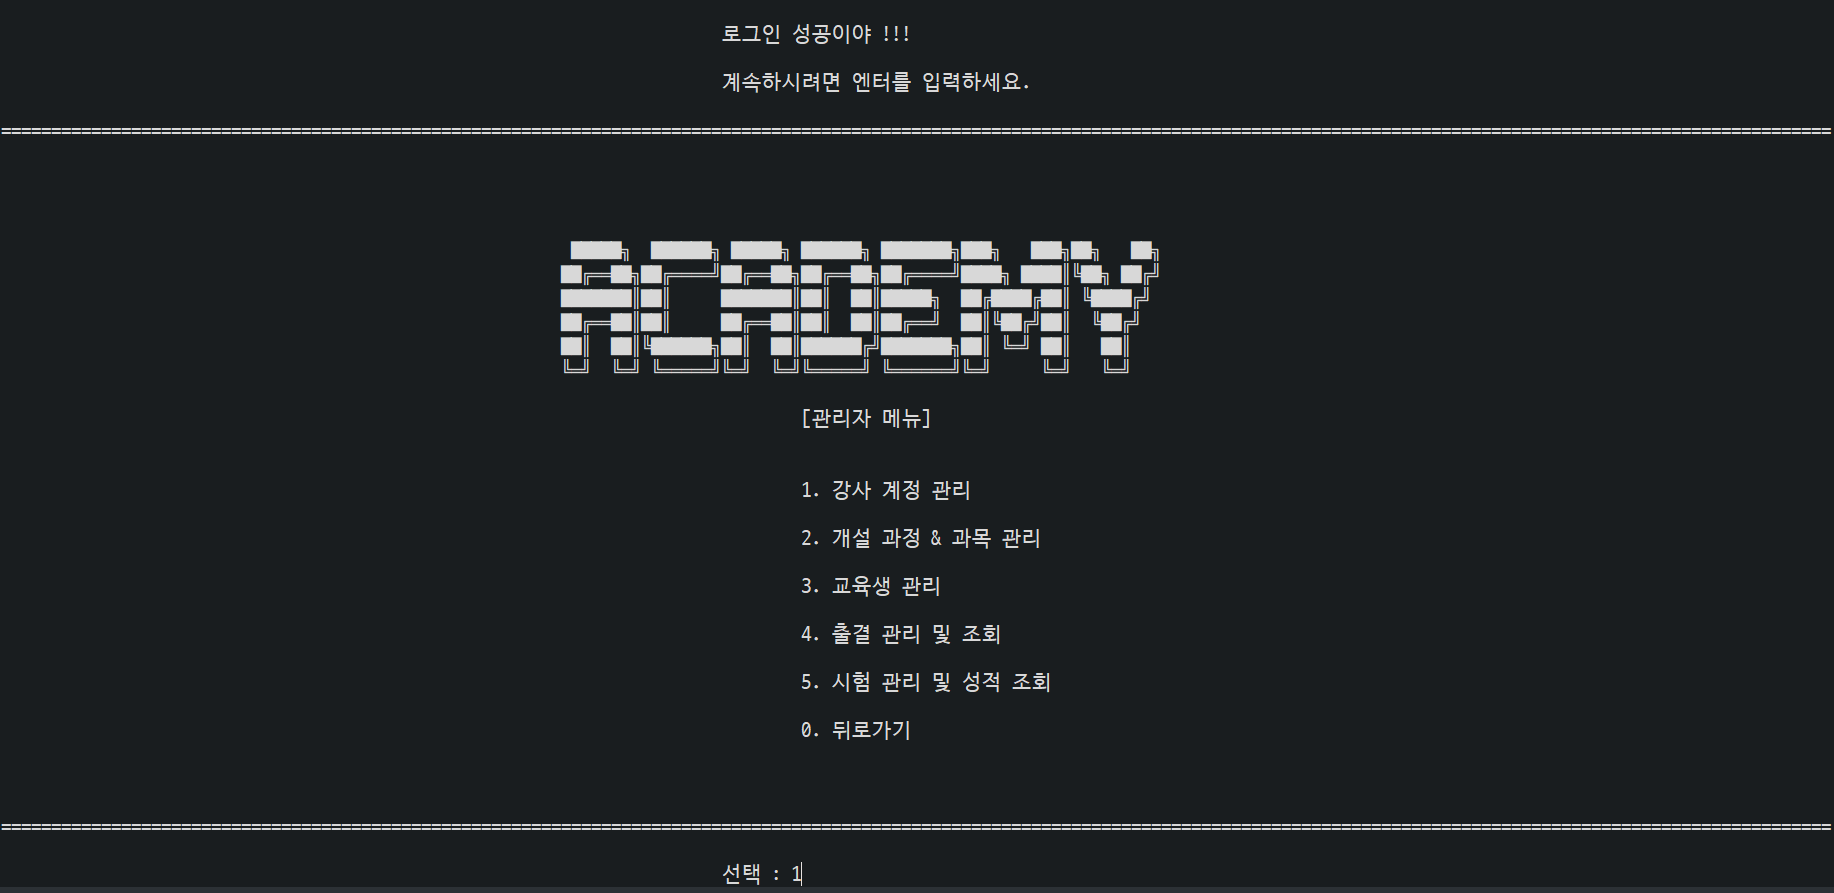 로그인 성공이야 !!!
계속하시려면 엔터를 입력하세요.
ACADEMY
[관리자 메뉴]
1. 강사 계정 관리
2. 개설 과정 & 과목 관리
3. 교육생 관리
4. 출결 관리 및 조회
5. 시험 관리 및 성적 조회
0. 뒤로가기
선택 : 1